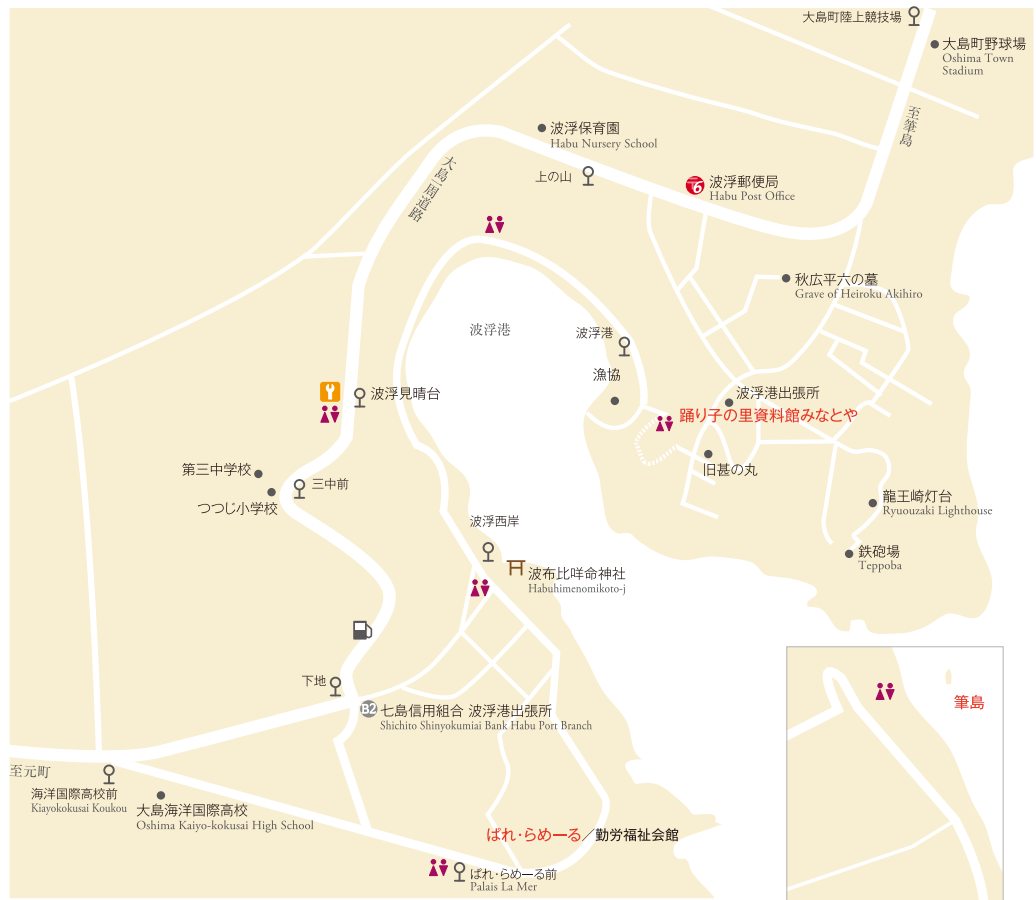 大島町陸上競技場
大島町野球場
Oshima Town
Stadium
至筆島
波浮保育園
Habu Nursery School
大島一周道路
上の山
6
波浮郵便局
Habu Post Office
秋広平六の墓
Grave of Heiroku Akihiro
波浮港
波浮港
漁協
波浮見晴台
波浮港出張所
踊り子の里資料館みなとや
旧甚の丸
第三中学校
三中前
つつじ小学校
龍王崎灯台
Ryuouzaki Lighthouse
波浮西岸
鉄砲場
Teppoba
波布比咩命神社
Habuhimenomikoto-j
下地
B2
七島信用組合 波浮港出張所
Shichito Shinyokumiai Bank Habu Port Branch
筆島
至元町
海洋国際高校前
Kiayokokusai Koukou
大島海洋国際高校
Oshima Kaiyo-kokusai High School
ぱれ・らめーる／勤労福祉会館
ぱれ・らめーる前
Palais La Mer